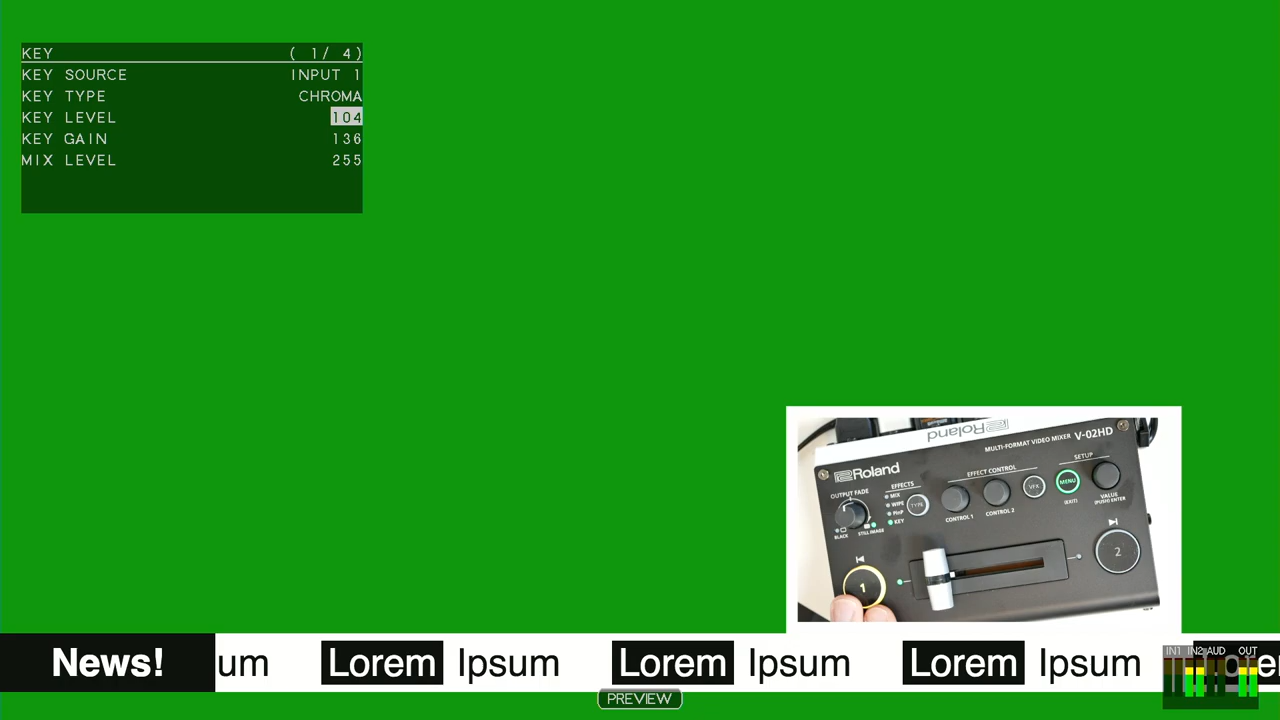 KEY ( 1/ 4)
KEY SOURCE INPUT 1
KEY TYPE CHROMA
KEY LEVEL 104
KEY GAIN 136
MIX LEVEL 255
Roland
MULTI-FORMAT VIDEO MIXER V-02HD
Roland
EFFECT CONTROL
SETUP
OUTPUT FADE
EFFECTS
MIX
WIPE
PinP
KEY
TYPE
VFX
MENU
BLACK
STILL IMAGE
CONTROL 1
CONTROL 2
(EXIT)
VALUE
(PUSH) ENTER
1
2
News! um Lorem Ipsum Lorem Ipsum Lorem Ipsum
IN1 IN2 AUD OUT
PREVIEW